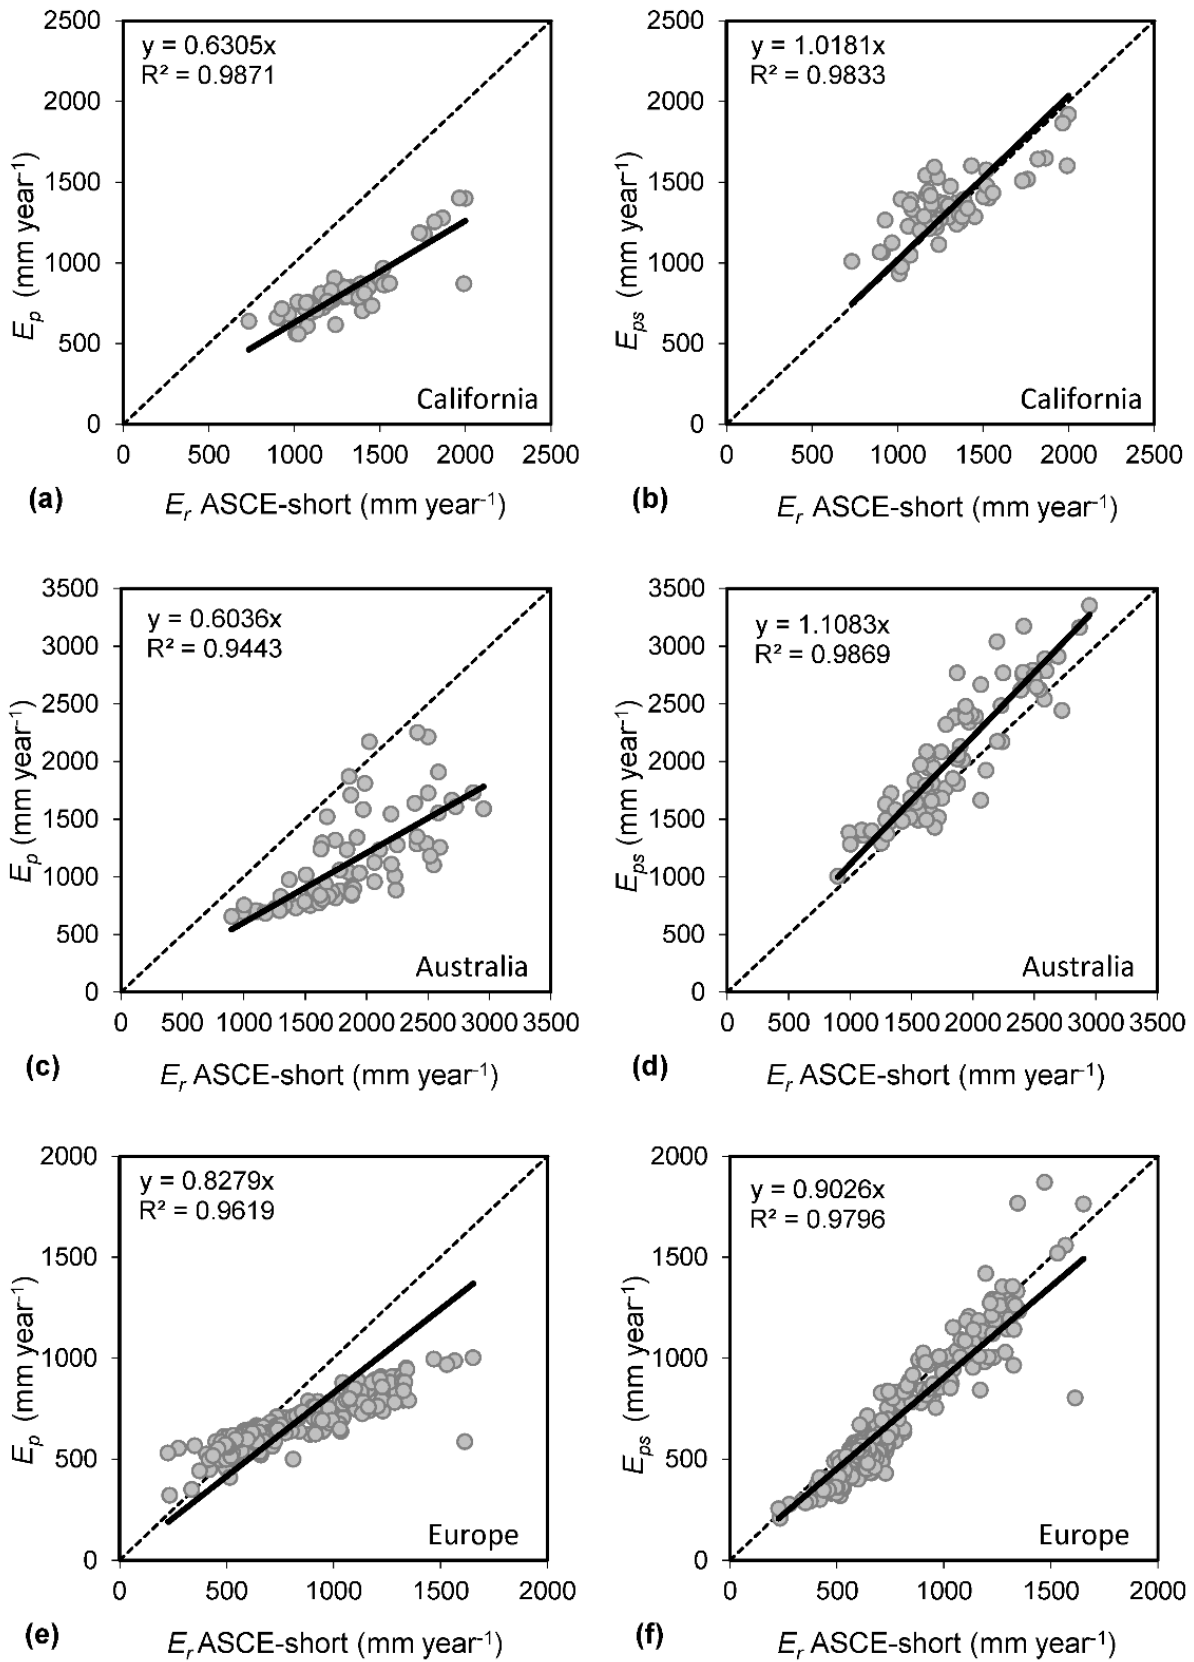 2500
2000
1500
1000
500
0
y = 0.6305x
R² = 0.9871
California
0 500 1000 1500 2000 2500
Ep (mm year-1)
(a) Er ASCE-short (mm year-1)
2500
2000
1500
1000
500
0
y = 1.0181x
R² = 0.9833
California
0 500 1000 1500 2000 2500
Eps (mm year-1)
(b) Er ASCE-short (mm year-1)
3500
3000
2500
2000
1500
1000
500
0
y = 0.6036x
R² = 0.9443
Australia
0 500 1000 1500 2000 2500 3000 3500
Ep (mm year-1)
(c) Er ASCE-short (mm year-1)
3500
3000
2500
2000
1500
1000
500
0
y = 1.1083x
R² = 0.9869
Australia
0 500 1000 1500 2000 2500 3000 3500
Eps (mm year-1)
(d) Er ASCE-short (mm year-1)
2000
1500
1000
500
0
y = 0.8279x
R² = 0.9619
Europe
0 500 1000 1500 2000
Ep (mm year-1)
(e) Er ASCE-short (mm year-1)
2000
1500
1000
500
0
y = 0.9026x
R² = 0.9796
Europe
0 500 1000 1500 2000
Eps (mm year-1)
(f) Er ASCE-short (mm year-1)